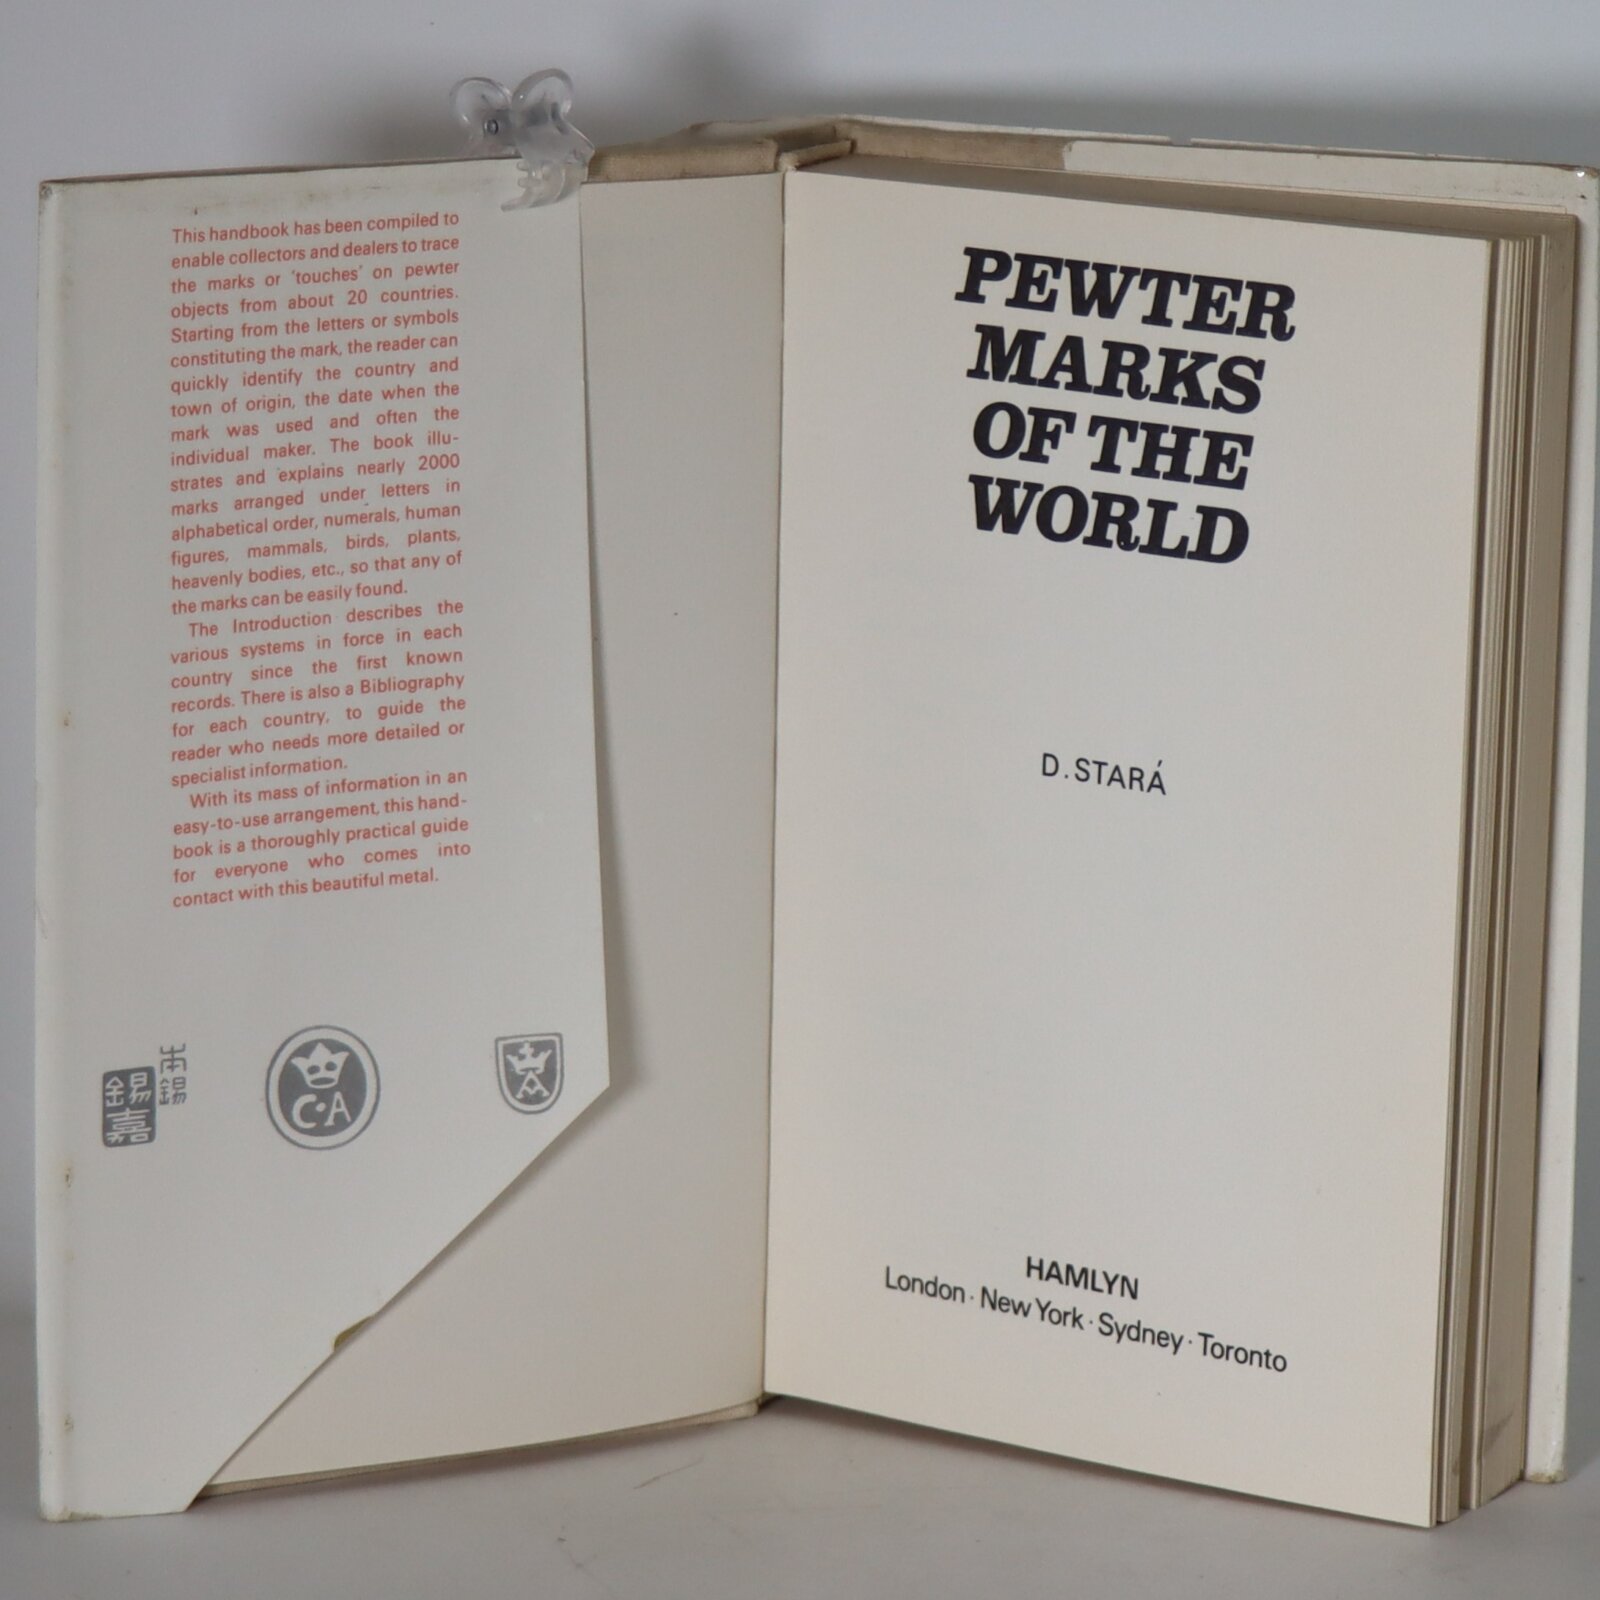 This handbook has been compiled to
enable collectors and dealers to trace
the marks or 'touches' on pewter
objects from about 20 countries.
Starting from the letters or symbols
constituting the mark, the reader can
quickly identify the country and
town of origin, the date when the
mark was used and often the
individual maker. The book illu-
strates and explains nearly 2000
marks arranged under letters in
alphabetical order, numerals, human
figures, mammals, birds, plants,
heavenly bodies, etc., so that any of
the marks can be easily found.
The Introduction describes the
various systems in force in each
country since the first known
records. There is also a Bibliography
for each country, to guide the
reader who needs more detailed or
specialist information.
With its mass of information in an
easy-to-use arrangement, this hand-
book is a thoroughly practical guide
for everyone who comes into
contact with this beautiful metal.
本錫
錫嘉
C·A
A
PEWTER
MARKS
OF THE
WORLD
D. STARÁ
HAMLYN
London · New York · Sydney · Toronto